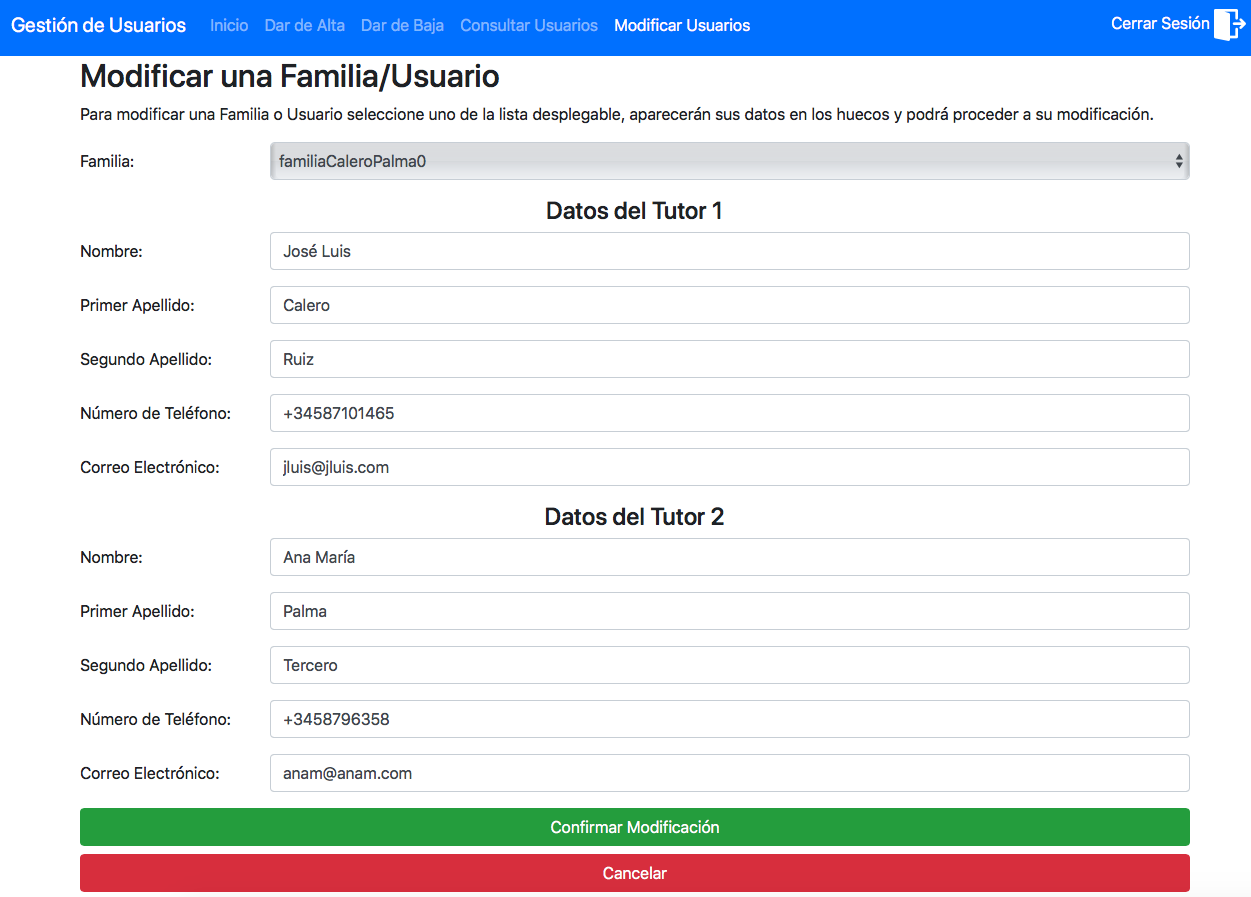 Gestión de Usuarios Inicio Dar de Alta Dar de Baja Consultar Usuarios Modificar Usuarios Cerrar Sesión
Modificar una Familia/Usuario
Para modificar una Familia o Usuario seleccione uno de la lista desplegable, aparecerán sus datos en los huecos y podrá proceder a su modificación.
Familia: familiaCaleroPalma0
Datos del Tutor 1
Nombre: José Luis
Primer Apellido: Calero
Segundo Apellido: Ruiz
Número de Teléfono: +34587101465
Correo Electrónico: jluis@jluis.com
Datos del Tutor 2
Nombre: Ana María
Primer Apellido: Palma
Segundo Apellido: Tercero
Número de Teléfono: +3458796358
Correo Electrónico: anam@anam.com
Confirmar Modificación
Cancelar